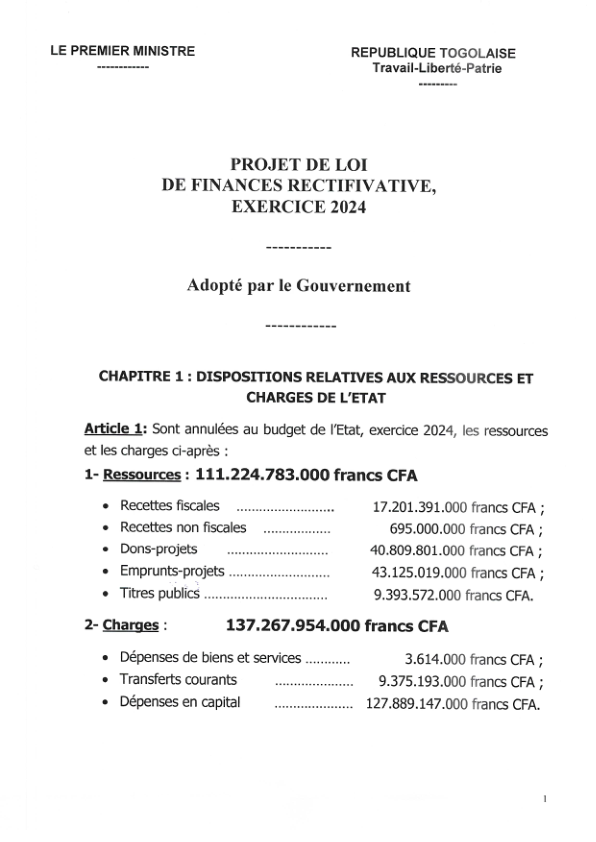 LE PREMIER MINISTRE
------------
REPUBLIQUE TOGOLAISE
Travail-Liberté-Patrie
---------
PROJET DE LOI
DE FINANCES RECTIFIVATIVE,
EXERCICE 2024
-----------
Adopté par le Gouvernement
------------
CHAPITRE 1 : DISPOSITIONS RELATIVES AUX RESSOURCES ET
CHARGES DE L'ETAT
Article 1: Sont annulées au budget de l'Etat, exercice 2024, les ressources
et les charges ci-après :
1- Ressources : 111.224.783.000 francs CFA
• Recettes fiscales .......................... 17.201.391.000 francs CFA ;
• Recettes non fiscales .................. 695.000.000 francs CFA ;
• Dons-projets ........................... 40.809.801.000 francs CFA ;
• Emprunts-projets ........................... 43.125.019.000 francs CFA ;
• Titres publics ................................. 9.393.572.000 francs CFA.
2- Charges : 137.267.954.000 francs CFA
• Dépenses de biens et services ............ 3.614.000 francs CFA ;
• Transferts courants ..................... 9.375.193.000 francs CFA ;
• Dépenses en capital ..................... 127.889.147.000 francs CFA.
1